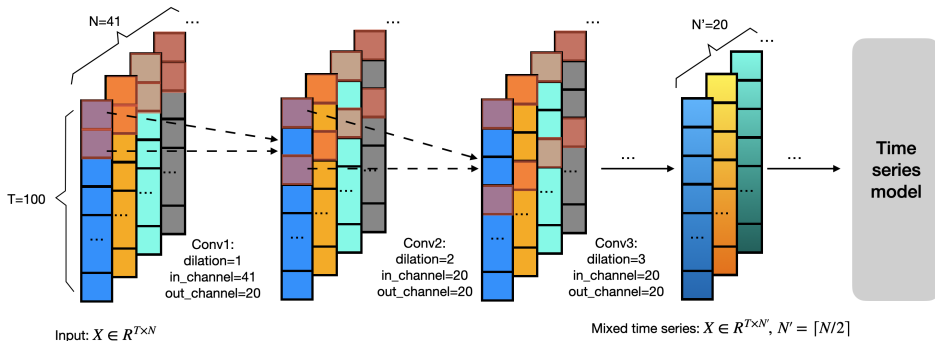 N=41
...
N'=20
...
T=100
...
...
...
...
...
...
...
...
...
...
...
...
...
...
Time
series
model
Conv1:
dilation=1
in_channel=41
out_channel=20
Conv2:
dilation=2
in_channel=20
out_channel=20
Conv3:
dilation=3
in_channel=20
out_channel=20
Input: X ∈ R^{T×N}
Mixed time series: X ∈ R^{T×N'}, N' = ⌈N/2⌉